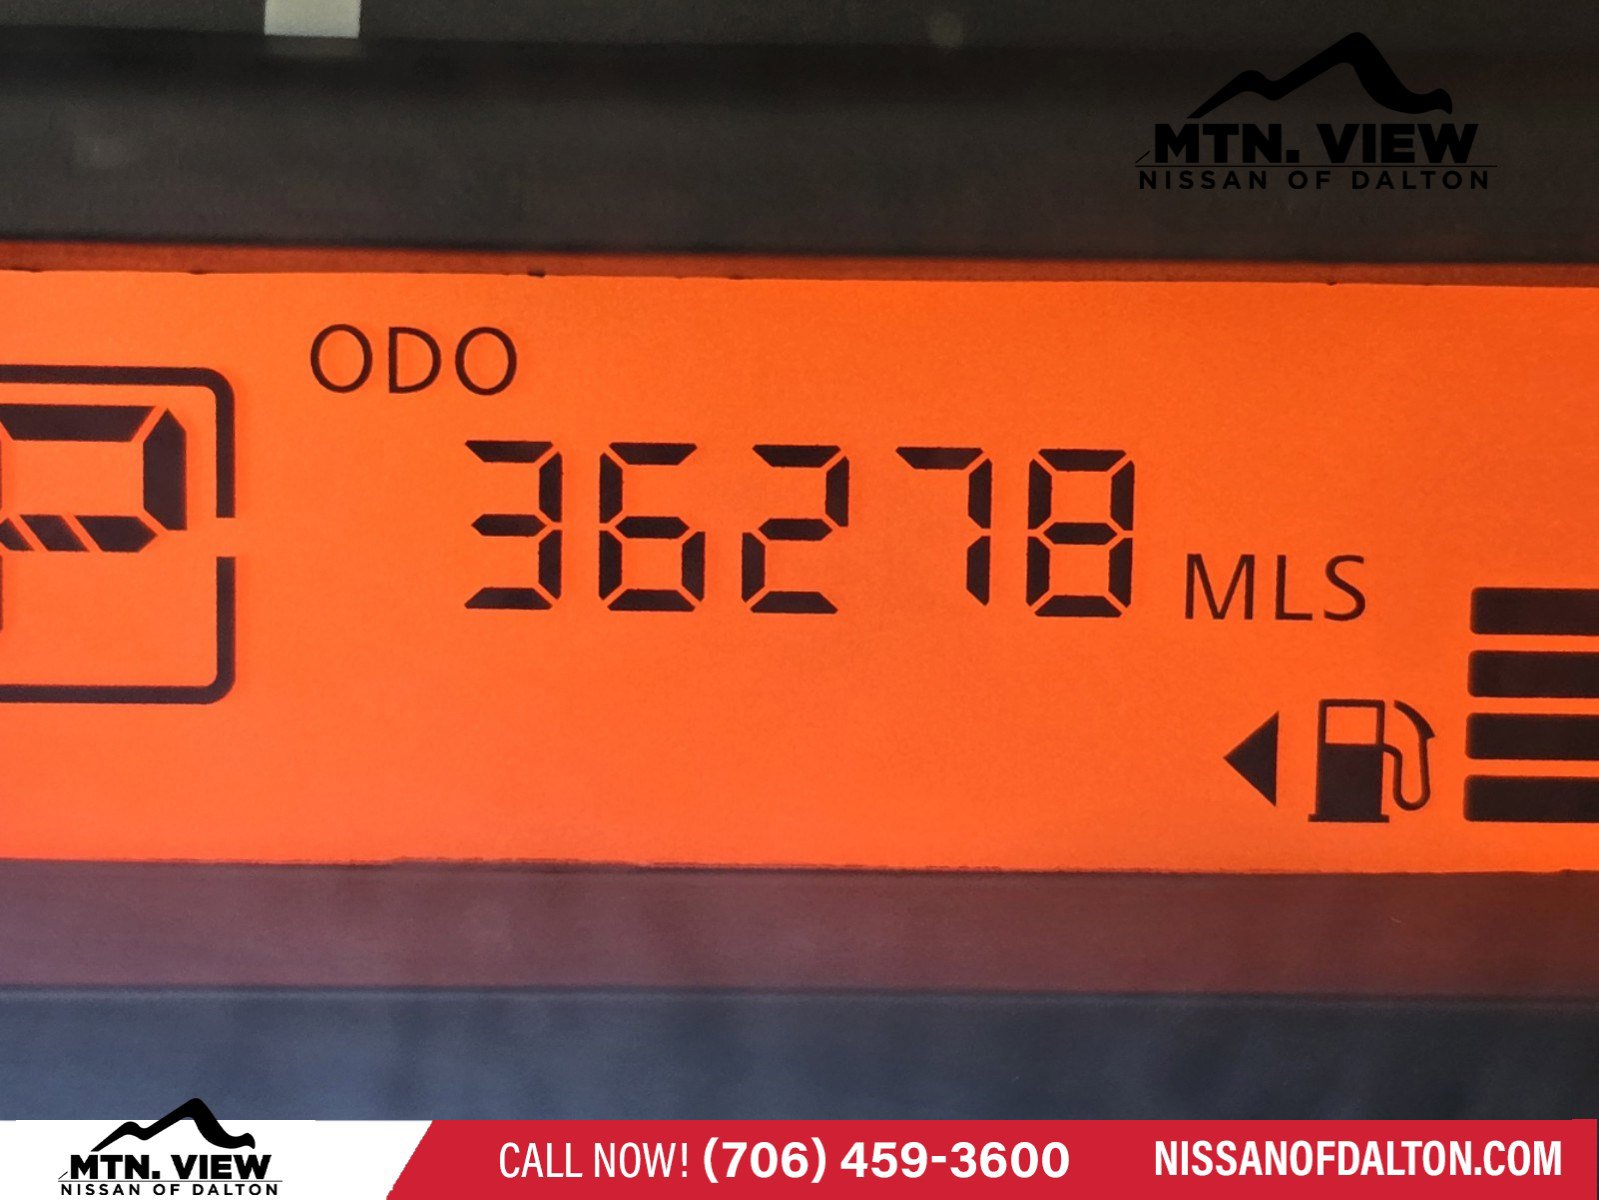 MTN. VIEW
NISSAN OF DALTON
ODO
P
36278 MLS
MTN. VIEW
NISSAN OF DALTON
CALL NOW! (706) 459-3600
NISSANOFDALTON.COM